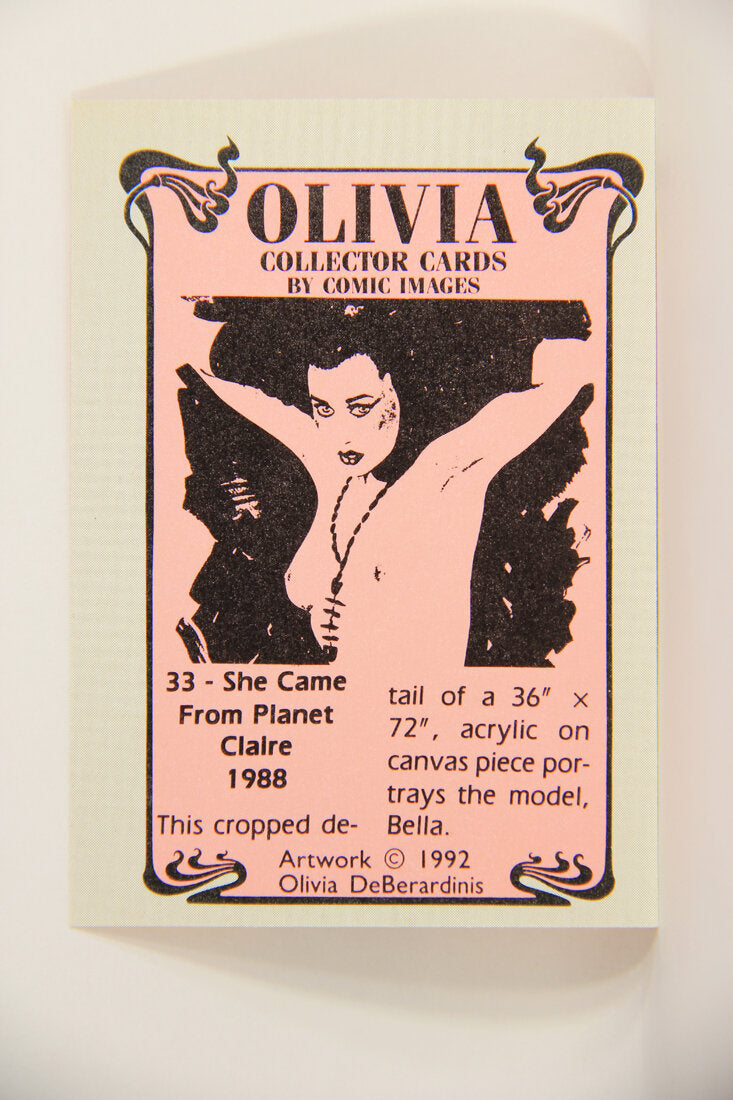 OLIVIA
COLLECTOR CARDS
BY COMIC IMAGES
33 - She Came
From Planet
Claire
1988
This cropped de-
tail of a 36″ ×
72″, acrylic on
canvas piece por-
trays the model,
Bella.
Artwork © 1992
Olivia DeBerardinis